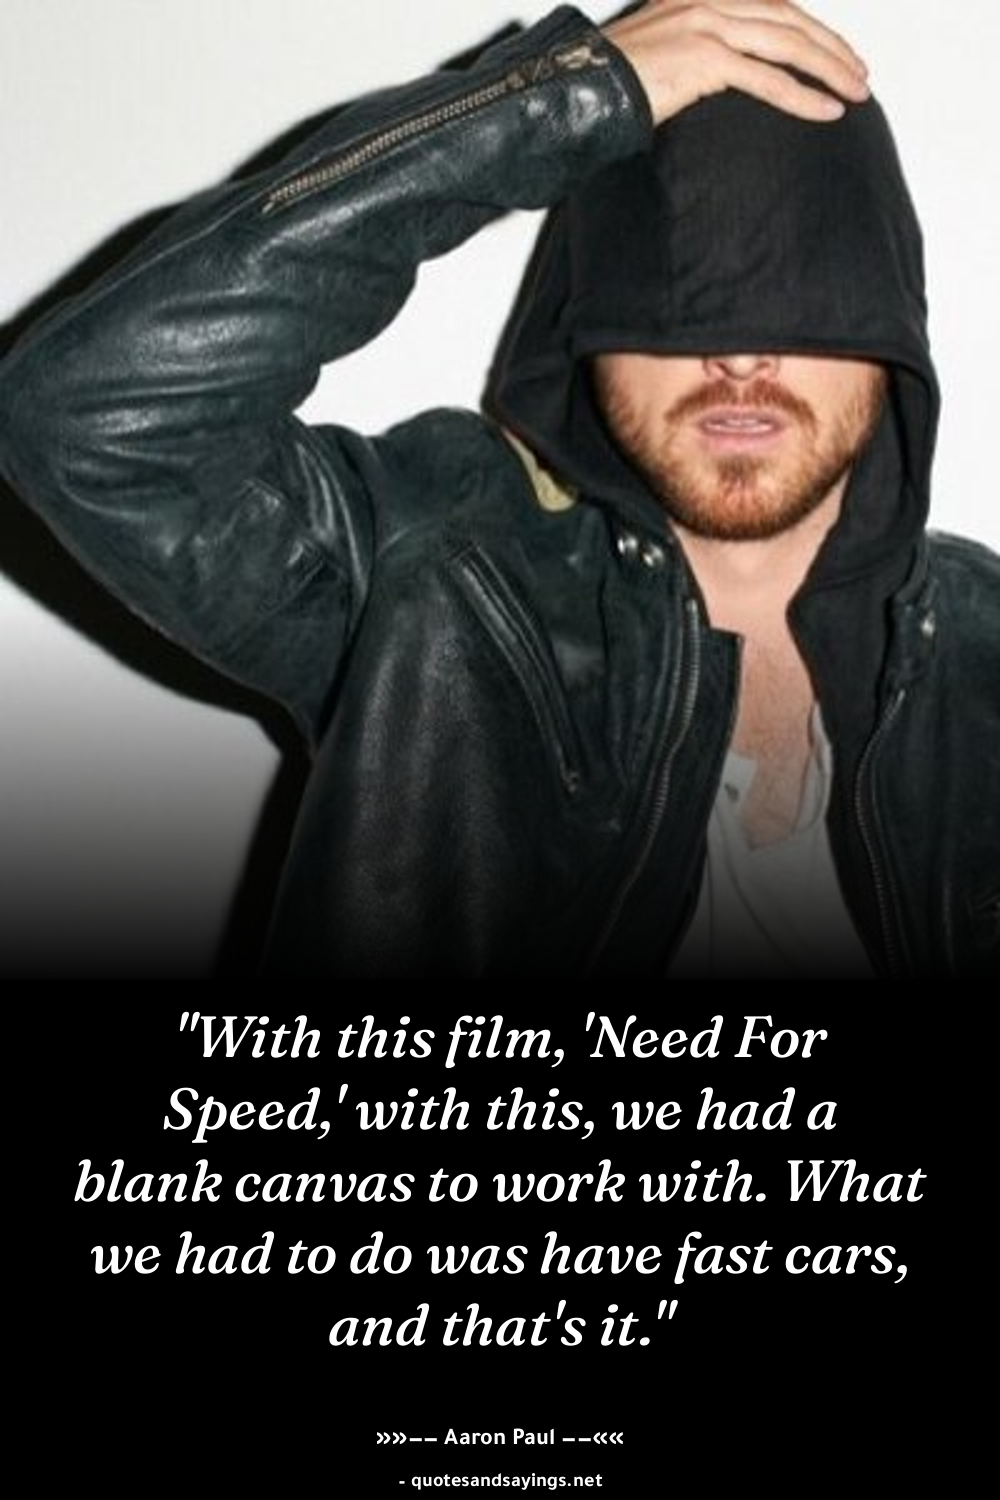 "With this film, 'Need For
Speed,' with this, we had a
blank canvas to work with. What
we had to do was have fast cars,
and that's it."
»»−− Aaron Paul −−««
- quotesandsayings.net